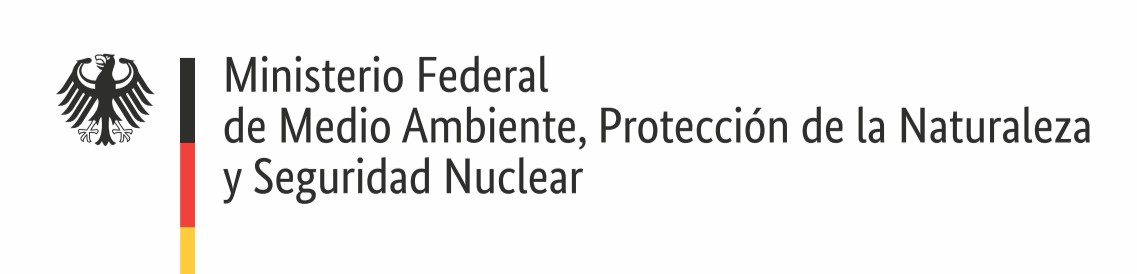 Ministerio Federal
de Medio Ambiente, Protección de la Naturaleza
y Seguridad Nuclear